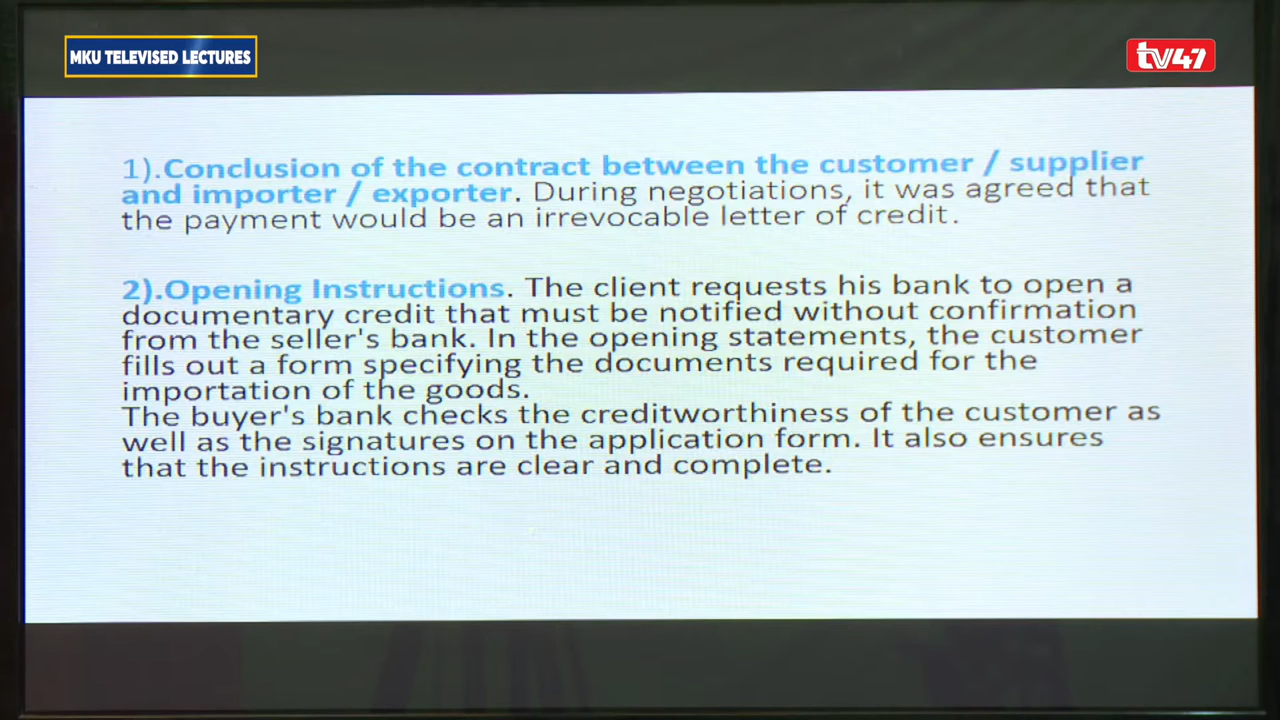 MKU TELEVISED LECTURES
tv47
1).Conclusion of the contract between the customer / supplier
and importer / exporter. During negotiations, it was agreed that
the payment would be an irrevocable letter of credit.
2).Opening Instructions. The client requests his bank to open a
documentary credit that must be notified without confirmation
from the seller's bank. In the opening statements, the customer
fills out a form specifying the documents required for the
importation of the goods.
The buyer's bank checks the creditworthiness of the customer as
well as the signatures on the application form. It also ensures
that the instructions are clear and complete.